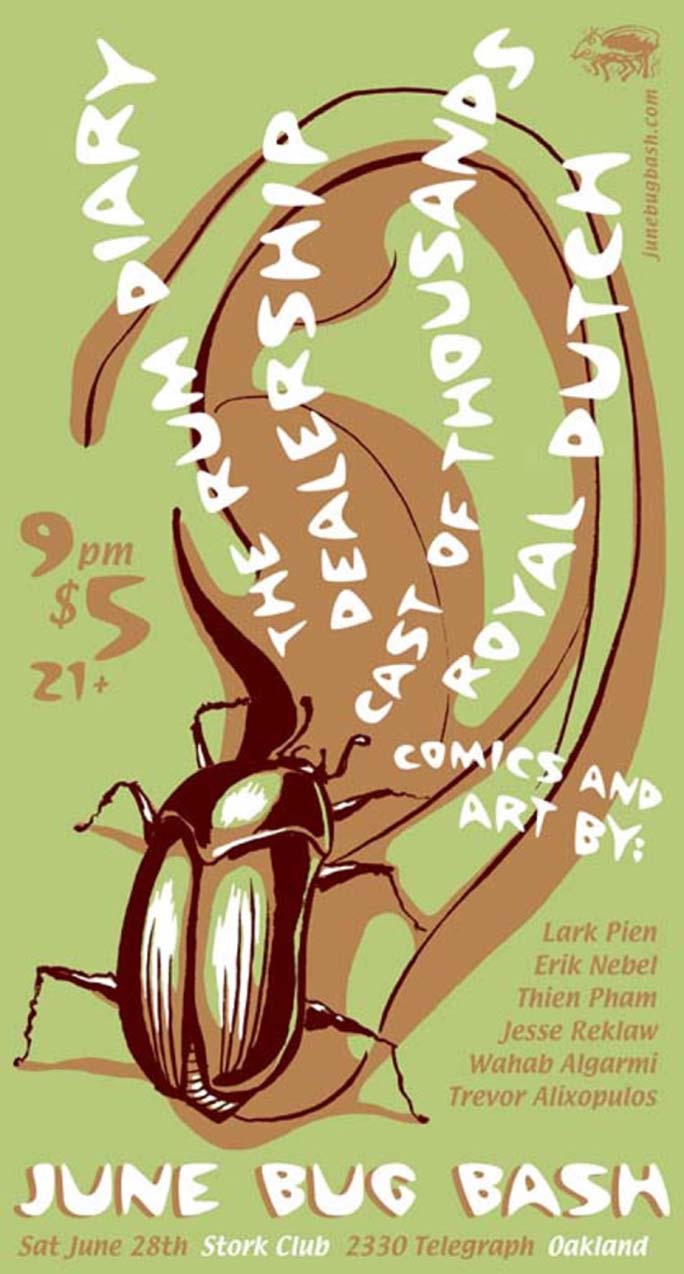 THE RUM DIARY
DEALERSHIP
CAST OF THOUSANDS
ROYAL DUTCH
junebugbash.com
9pm
$5
21+
COMICS AND
ART BY:
Lark Pien
Erik Nebel
Thien Pham
Jesse Reklaw
Wahab Algarmi
Trevor Alixopulos
JUNE BUG BASH
Sat June 28th Stork Club 2330 Telegraph Oakland